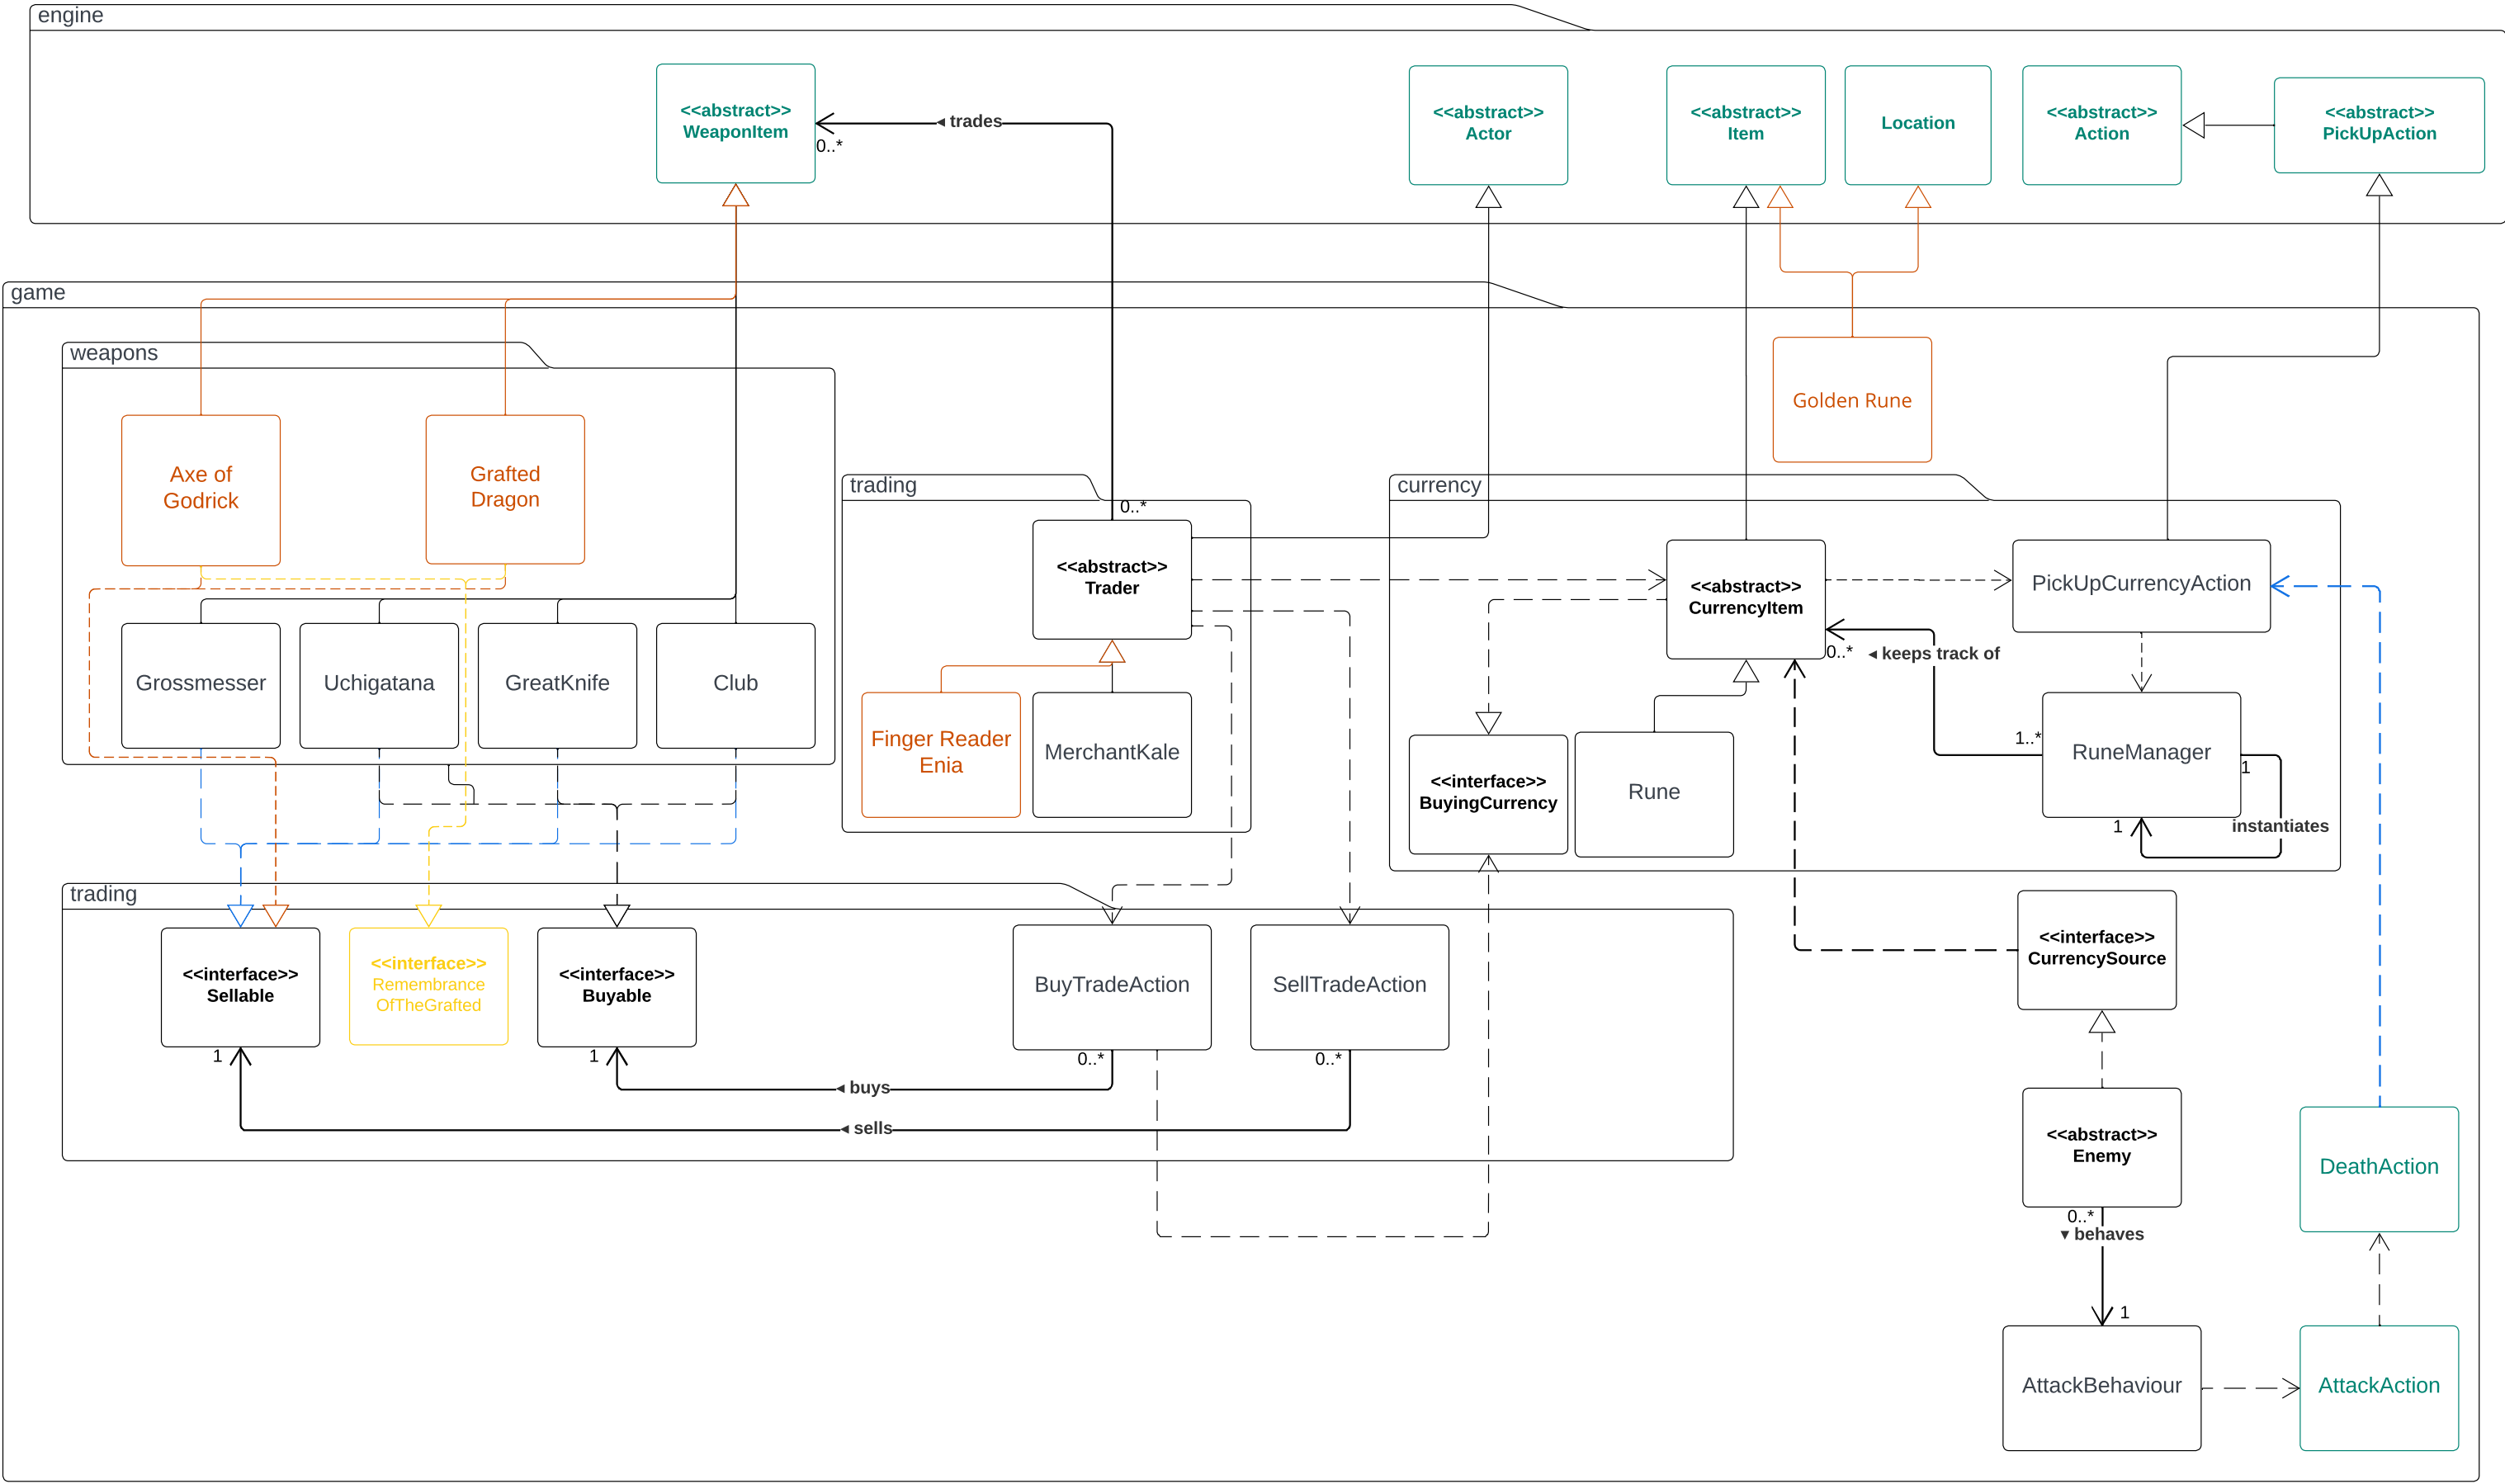 engine
<<abstract>>
WeaponItem
◂ trades
0..*
<<abstract>>
Actor
<<abstract>>
Item
Location
<<abstract>>
Action
<<abstract>>
PickUpAction
game
weapons
Axe of
Godrick
Grafted
Dragon
Grossmesser
Uchigatana
GreatKnife
Club
trading
0..*
<<abstract>>
Trader
Finger Reader
Enia
MerchantKale
Golden Rune
currency
<<abstract>>
CurrencyItem
PickUpCurrencyAction
0..*
◂ keeps track of
1..*
RuneManager
1
instantiates
1
<<interface>>
BuyingCurrency
Rune
trading
<<interface>>
Sellable
<<interface>>
Remembrance
OfTheGrafted
<<interface>>
Buyable
BuyTradeAction
SellTradeAction
1
1
0..*
0..*
◂ buys
◂ sells
<<interface>>
CurrencySource
<<abstract>>
Enemy
0..*
▾ behaves
1
DeathAction
AttackBehaviour
AttackAction